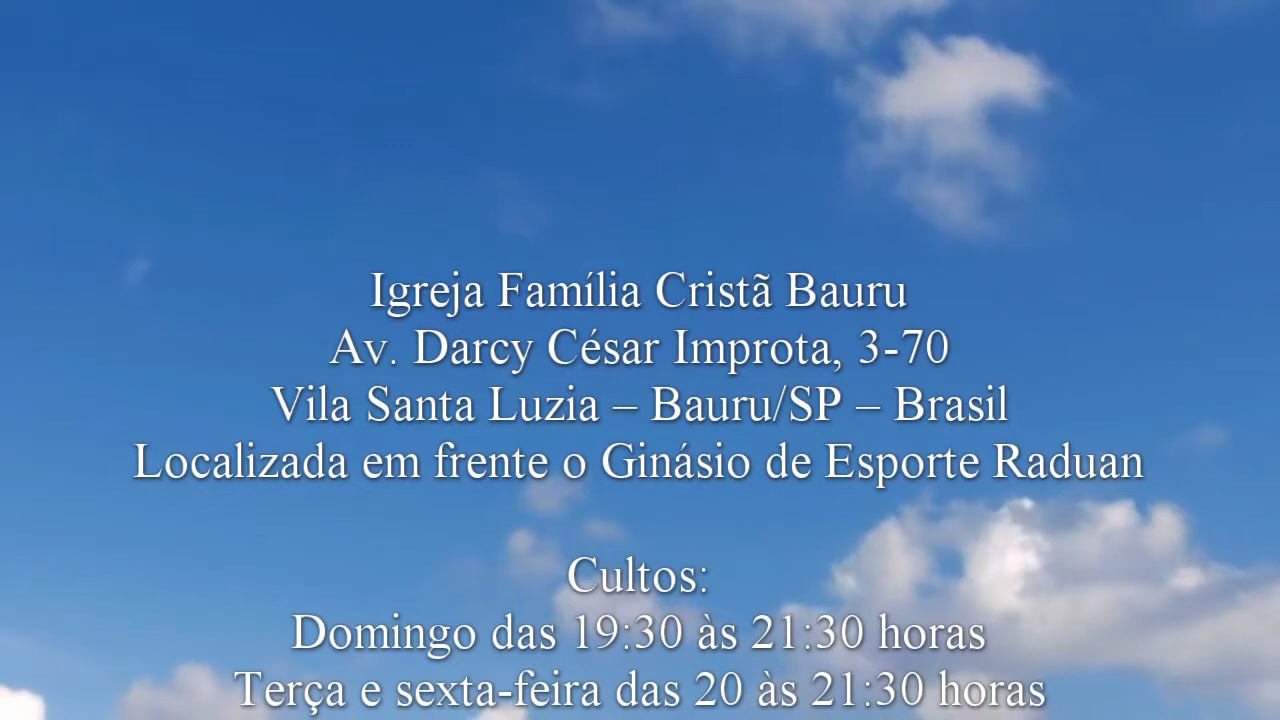 Igreja Família Cristã Bauru
Av. Darcy César Improta, 3-70
Vila Santa Luzia – Bauru/SP – Brasil
Localizada em frente o Ginásio de Esporte Raduan
Cultos:
Domingo das 19:30 às 21:30 horas
Terça e sexta-feira das 20 às 21:30 horas